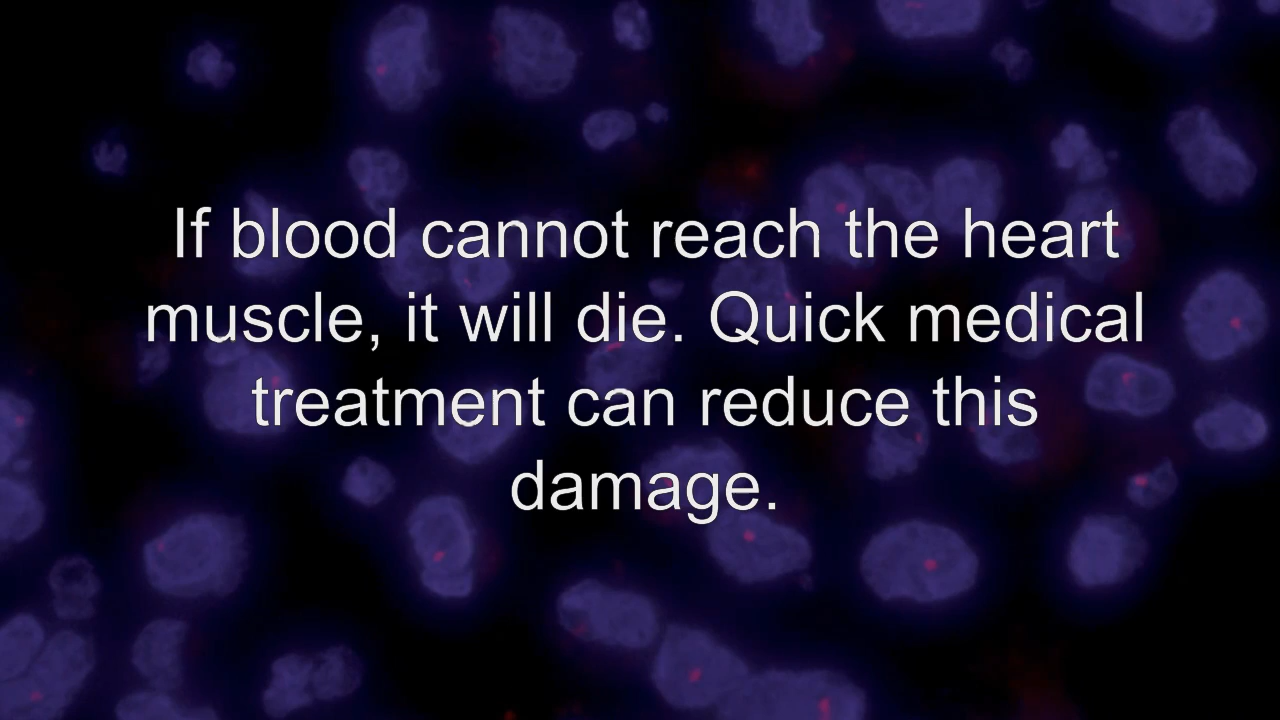 If blood cannot reach the heart
muscle, it will die. Quick medical
treatment can reduce this
damage.